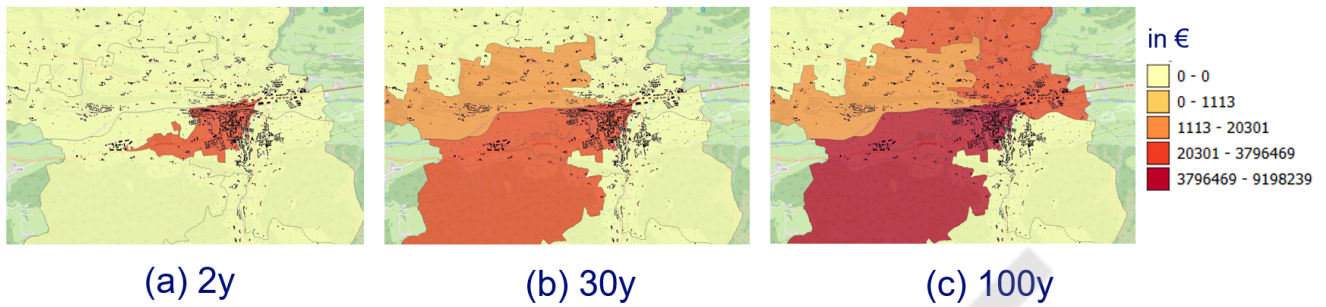 in €
0 - 0
0 - 1113
1113 - 20301
20301 - 3796469
3796469 - 9198239
(a) 2y
(b) 30y
(c) 100y